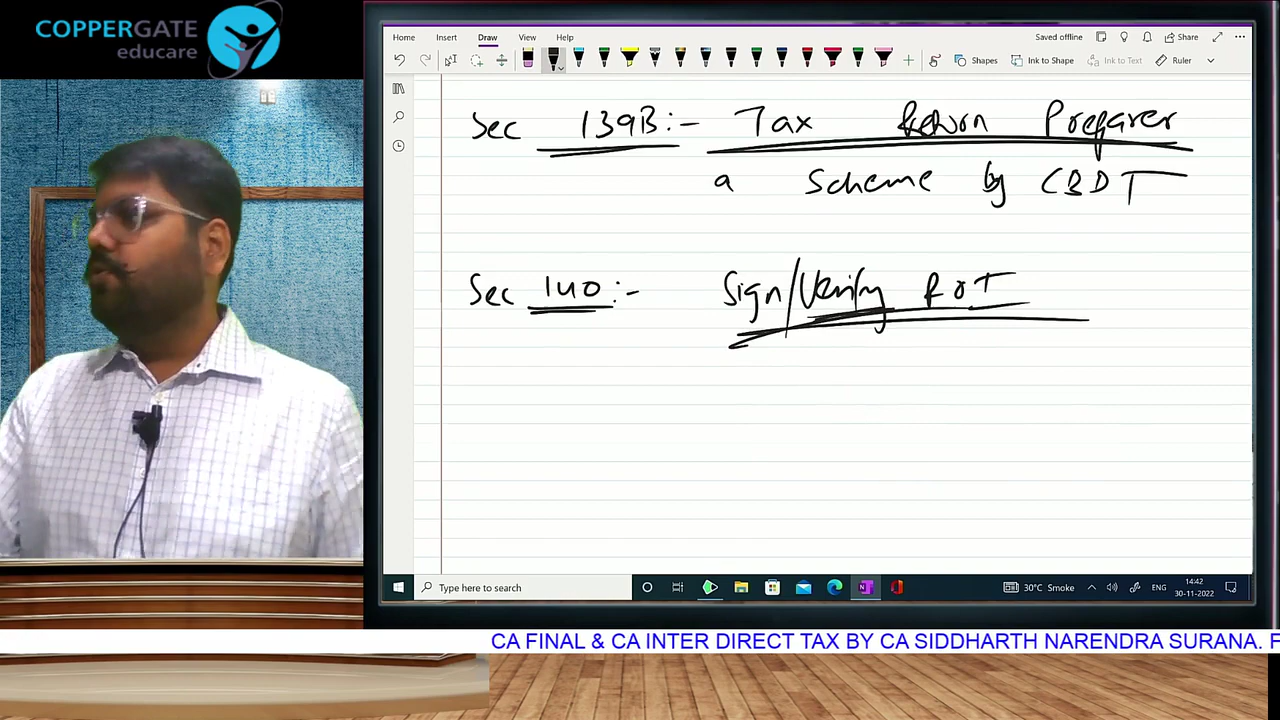 COPPERGATE
educare
Home Insert Draw View Help
Saved offline
Share
Shapes
Ink to Shape
Ink to Text
Ruler
Sec 139B:- Tax Return Preparer
a Scheme by CBDT
Sec 140:- Sign/Verify ROI
Type here to search
30°C Smoke
ENG
14:42
30-11-2022
CA FINAL & CA INTER DIRECT TAX BY CA SIDDHARTH NARENDRA SURANA. F